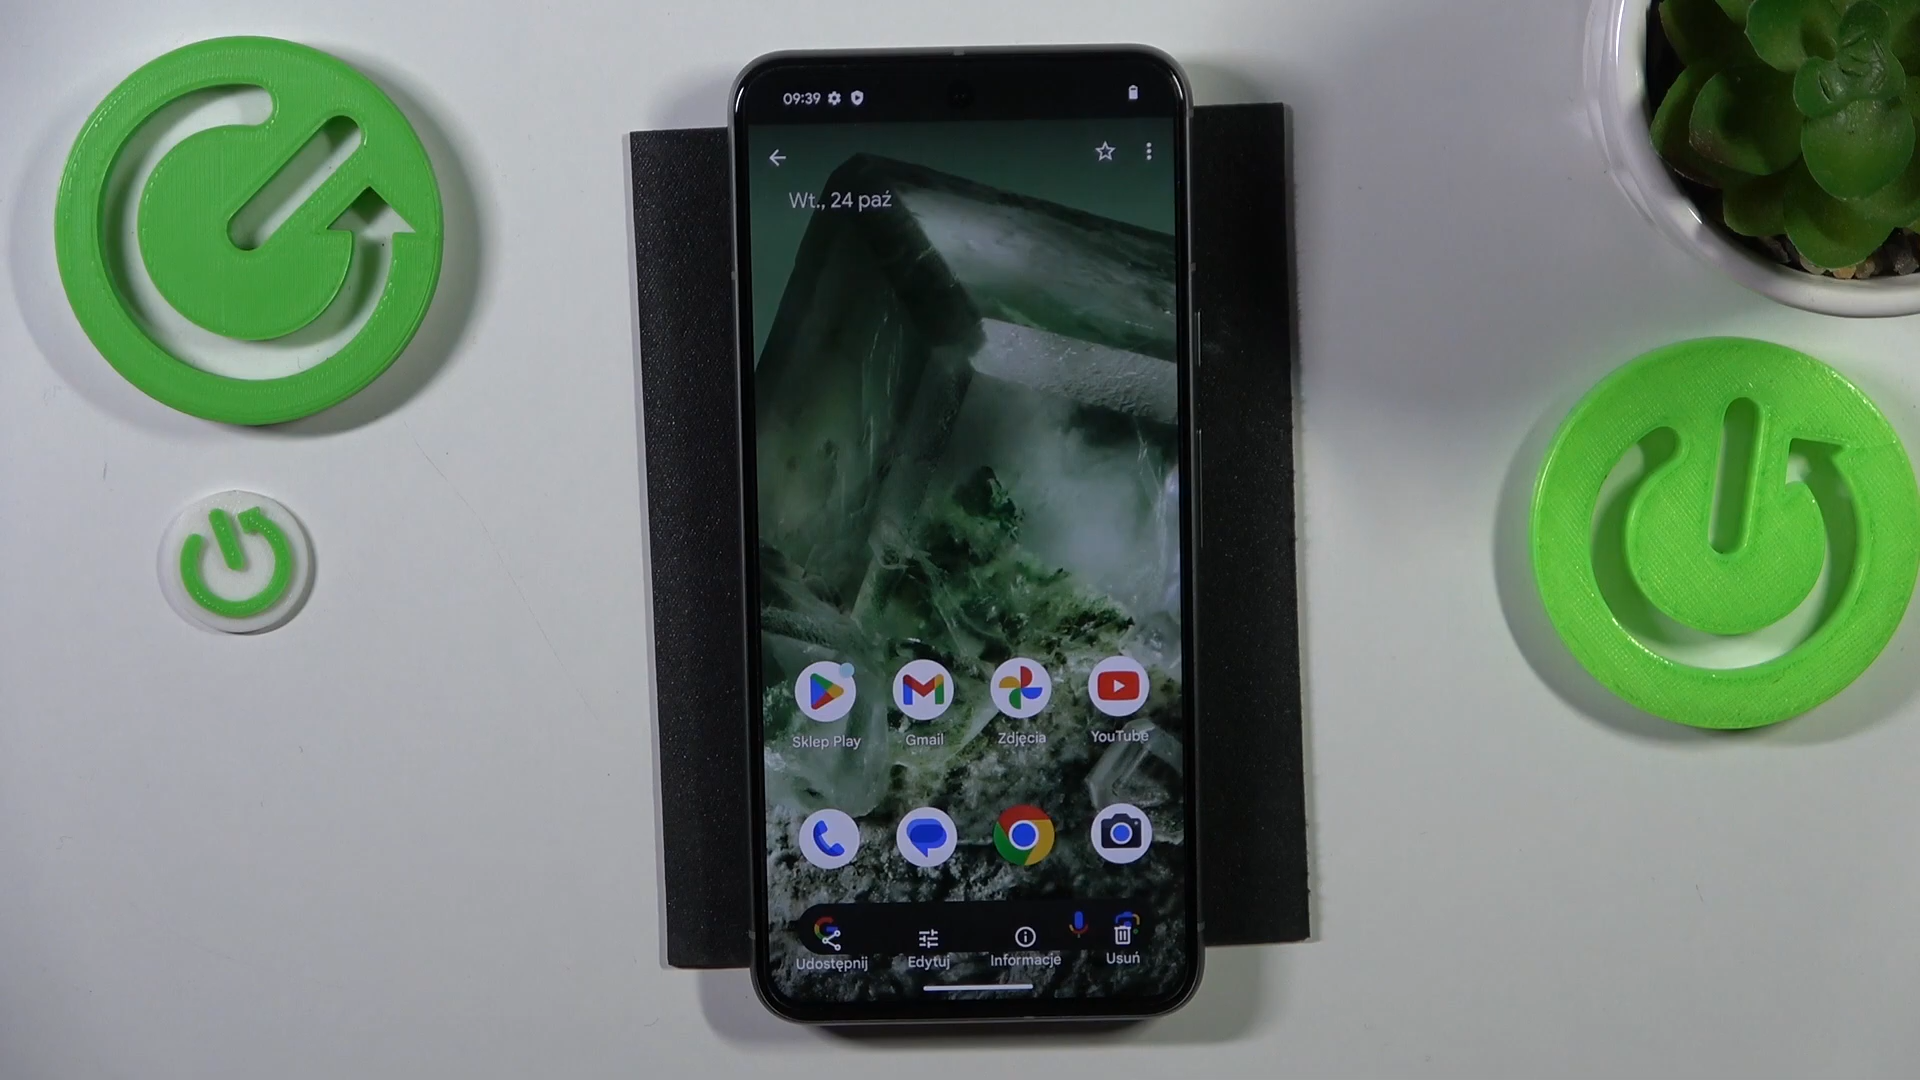 09:39
Wt., 24 paź
Sklep Play Gmail Zdjęcia YouTube
Udostępnij Edytuj Informacje Usuń